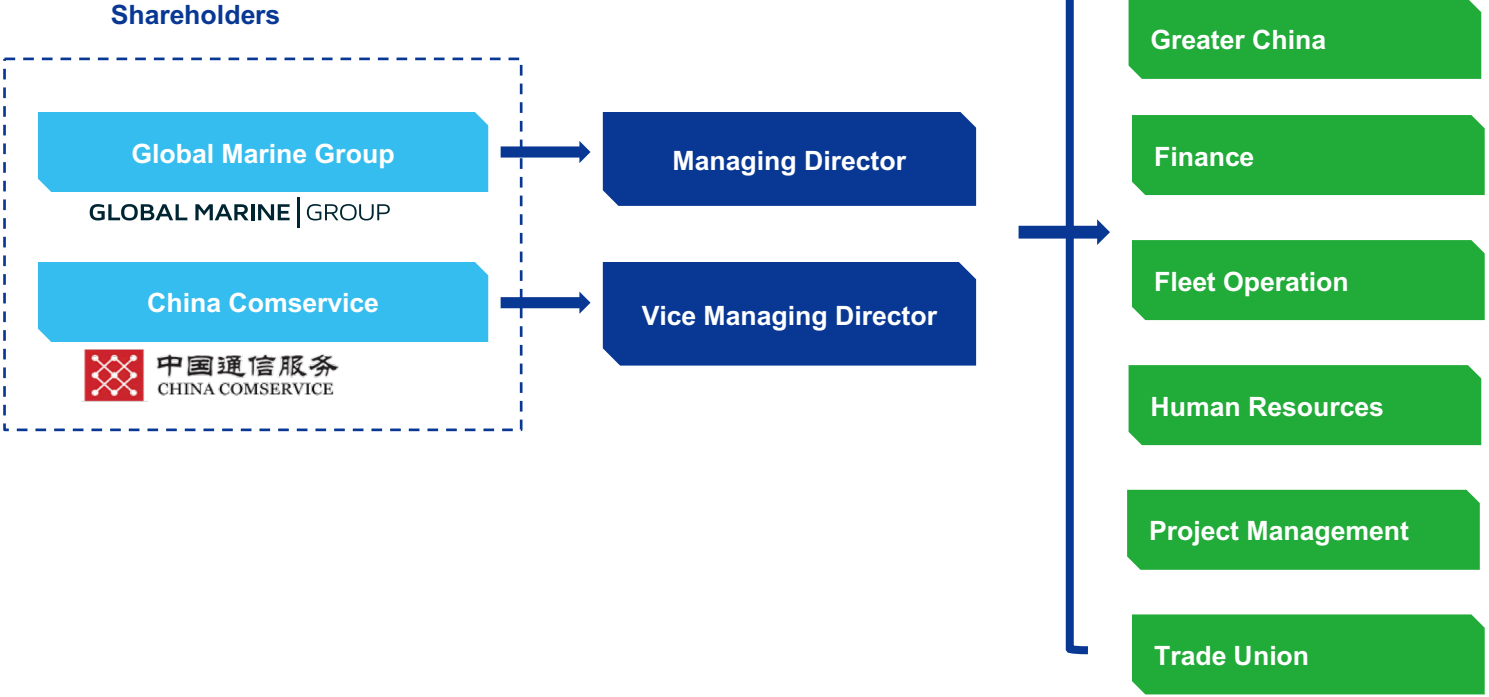 Shareholders
Global Marine Group
GLOBAL MARINE GROUP
China Comservice
中国通信服务
CHINA COMSERVICE
Managing Director
Vice Managing Director
Greater China
Finance
Fleet Operation
Human Resources
Project Management
Trade Union